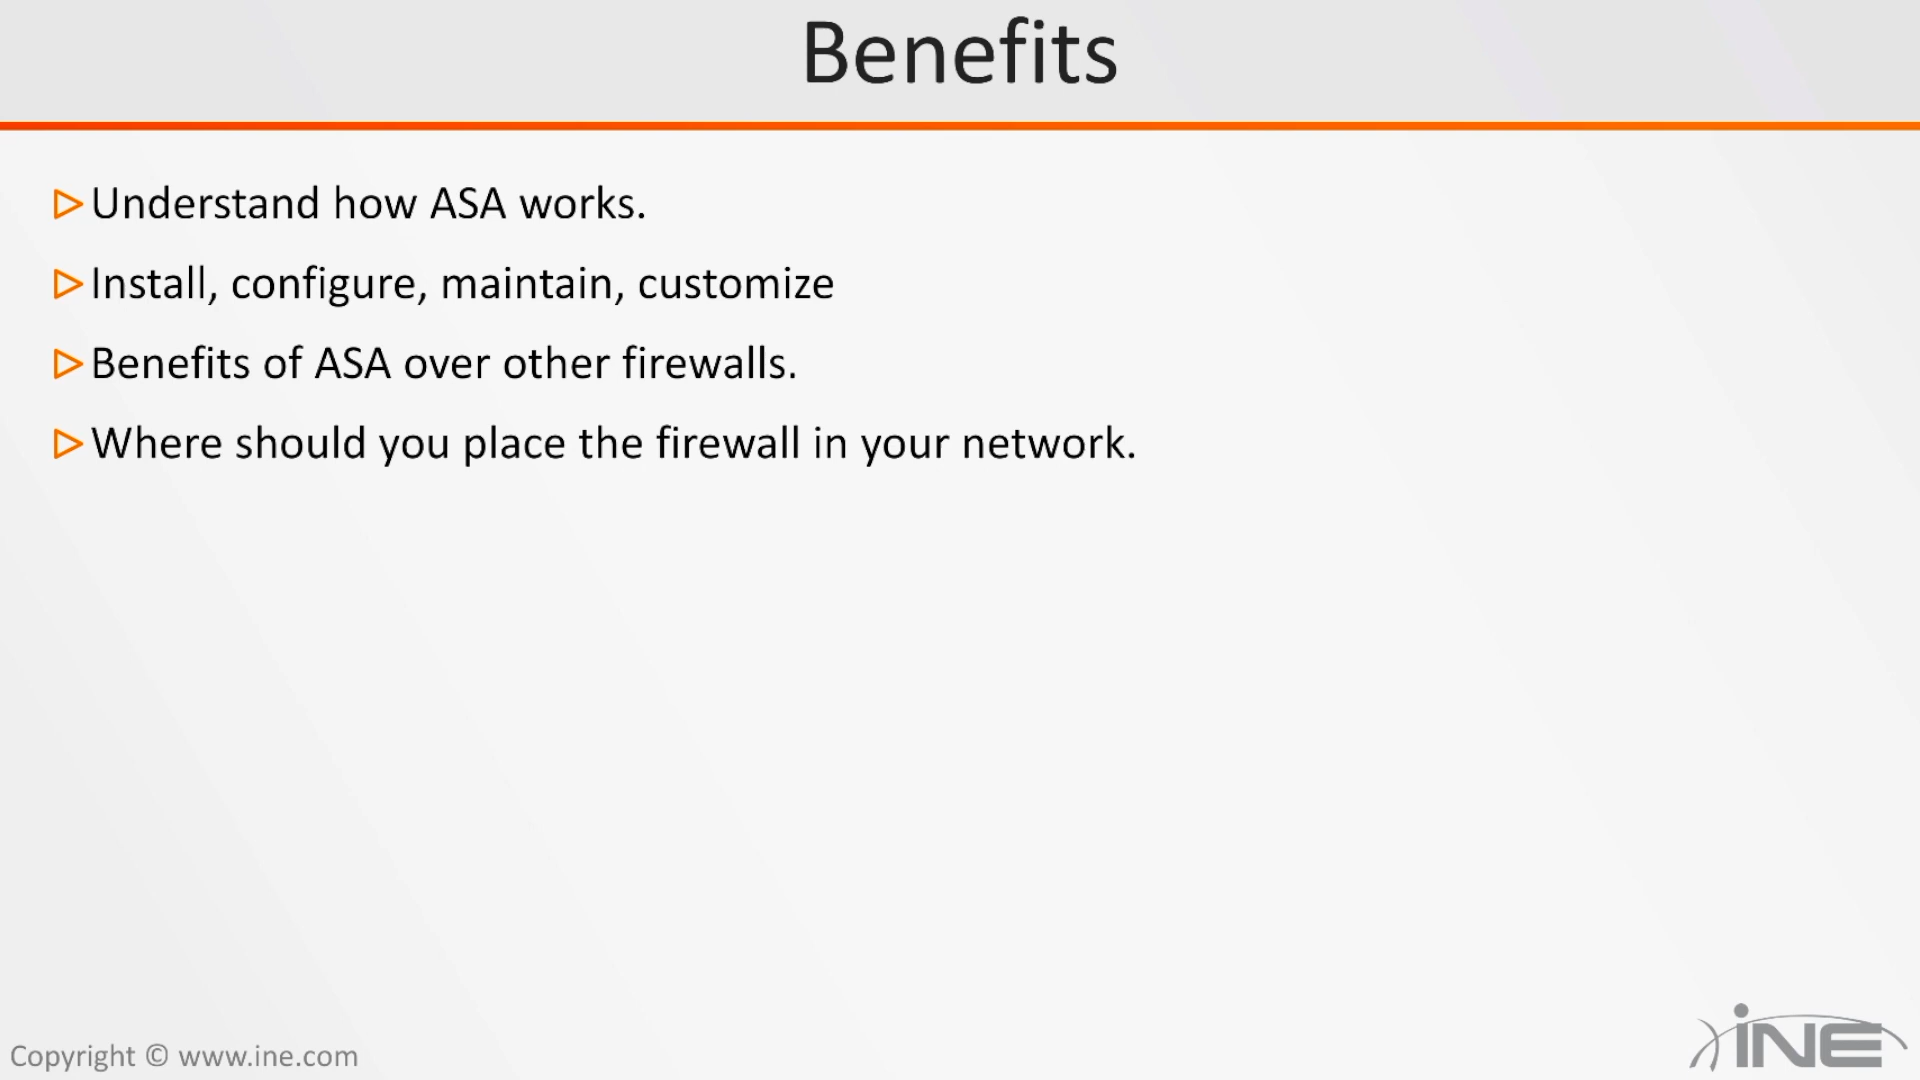 Benefits
Understand how ASA works.
Install, configure, maintain, customize
Benefits of ASA over other firewalls.
Where should you place the firewall in your network.
Copyright © www.ine.com
iNE